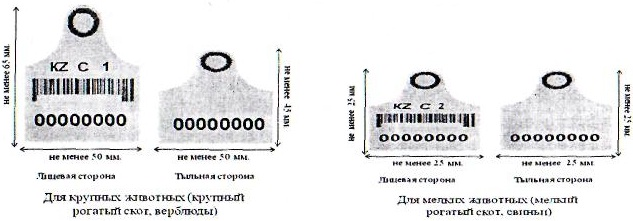 не менее 65 мм.
KZ C 1
00000000
00000000
не менее 45 мм
не менее 50 мм.
не менее 50 мм.
Лицевая сторона
Тыльная сторона
Для крупных животных (крупный
рогатый скот, верблюды)
не менее 25 мм
KZ C 2
00000000
00000000
не менее 25 мм.
не менее 25 мм.
не менее 25 мм.
Лицевая сторона
Тыльная сторона
Для мелких животных (мелкий
рогатый скот, свиньи)